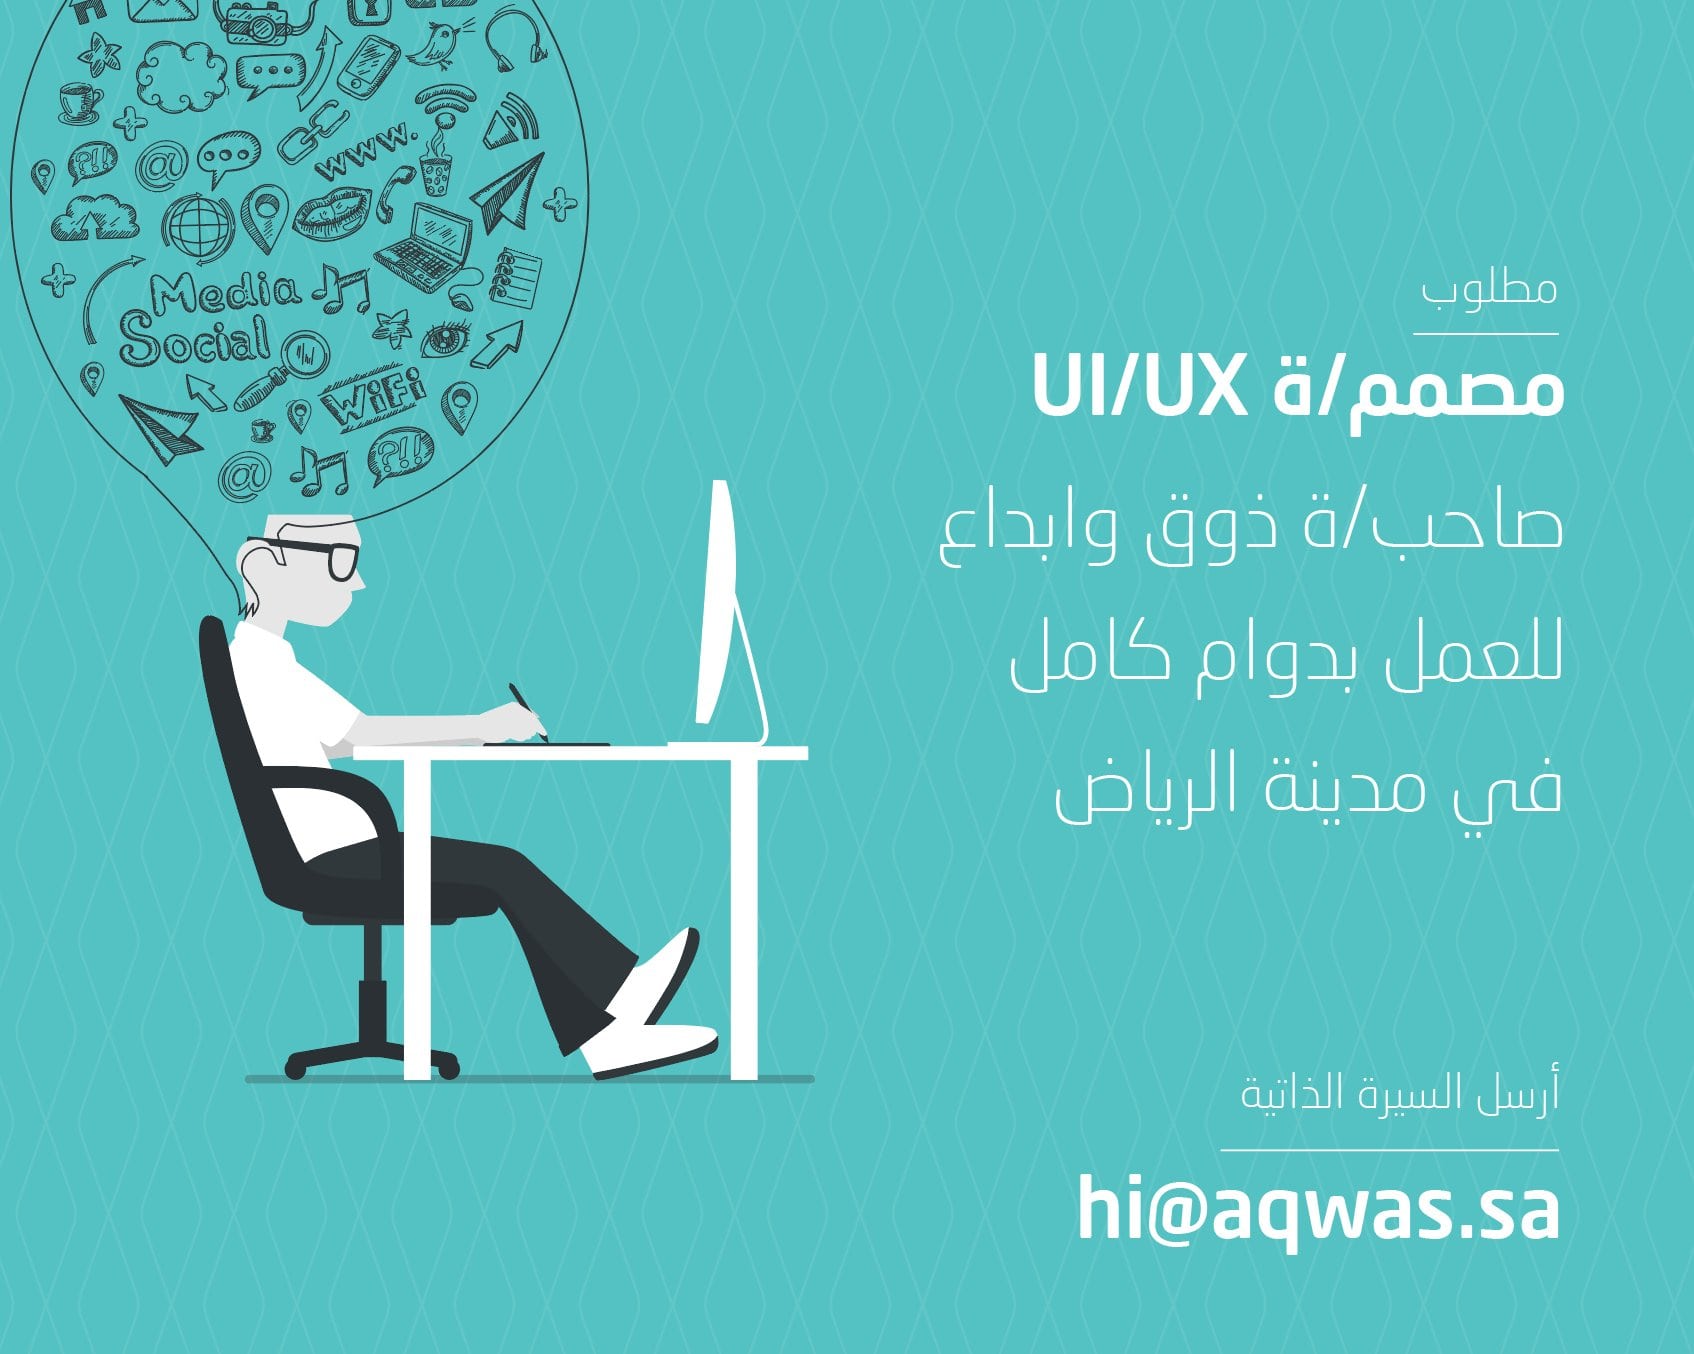 مطلوب
مصمم/ة UI/UX
صاحب/ة ذوق وابداع
للعمل بدوام كامل
في مدينة الرياض
أرسل السيرة الذاتية
hi@aqwas.sa
www.
?!!
@
Media
Social
WiFi
?!!
@